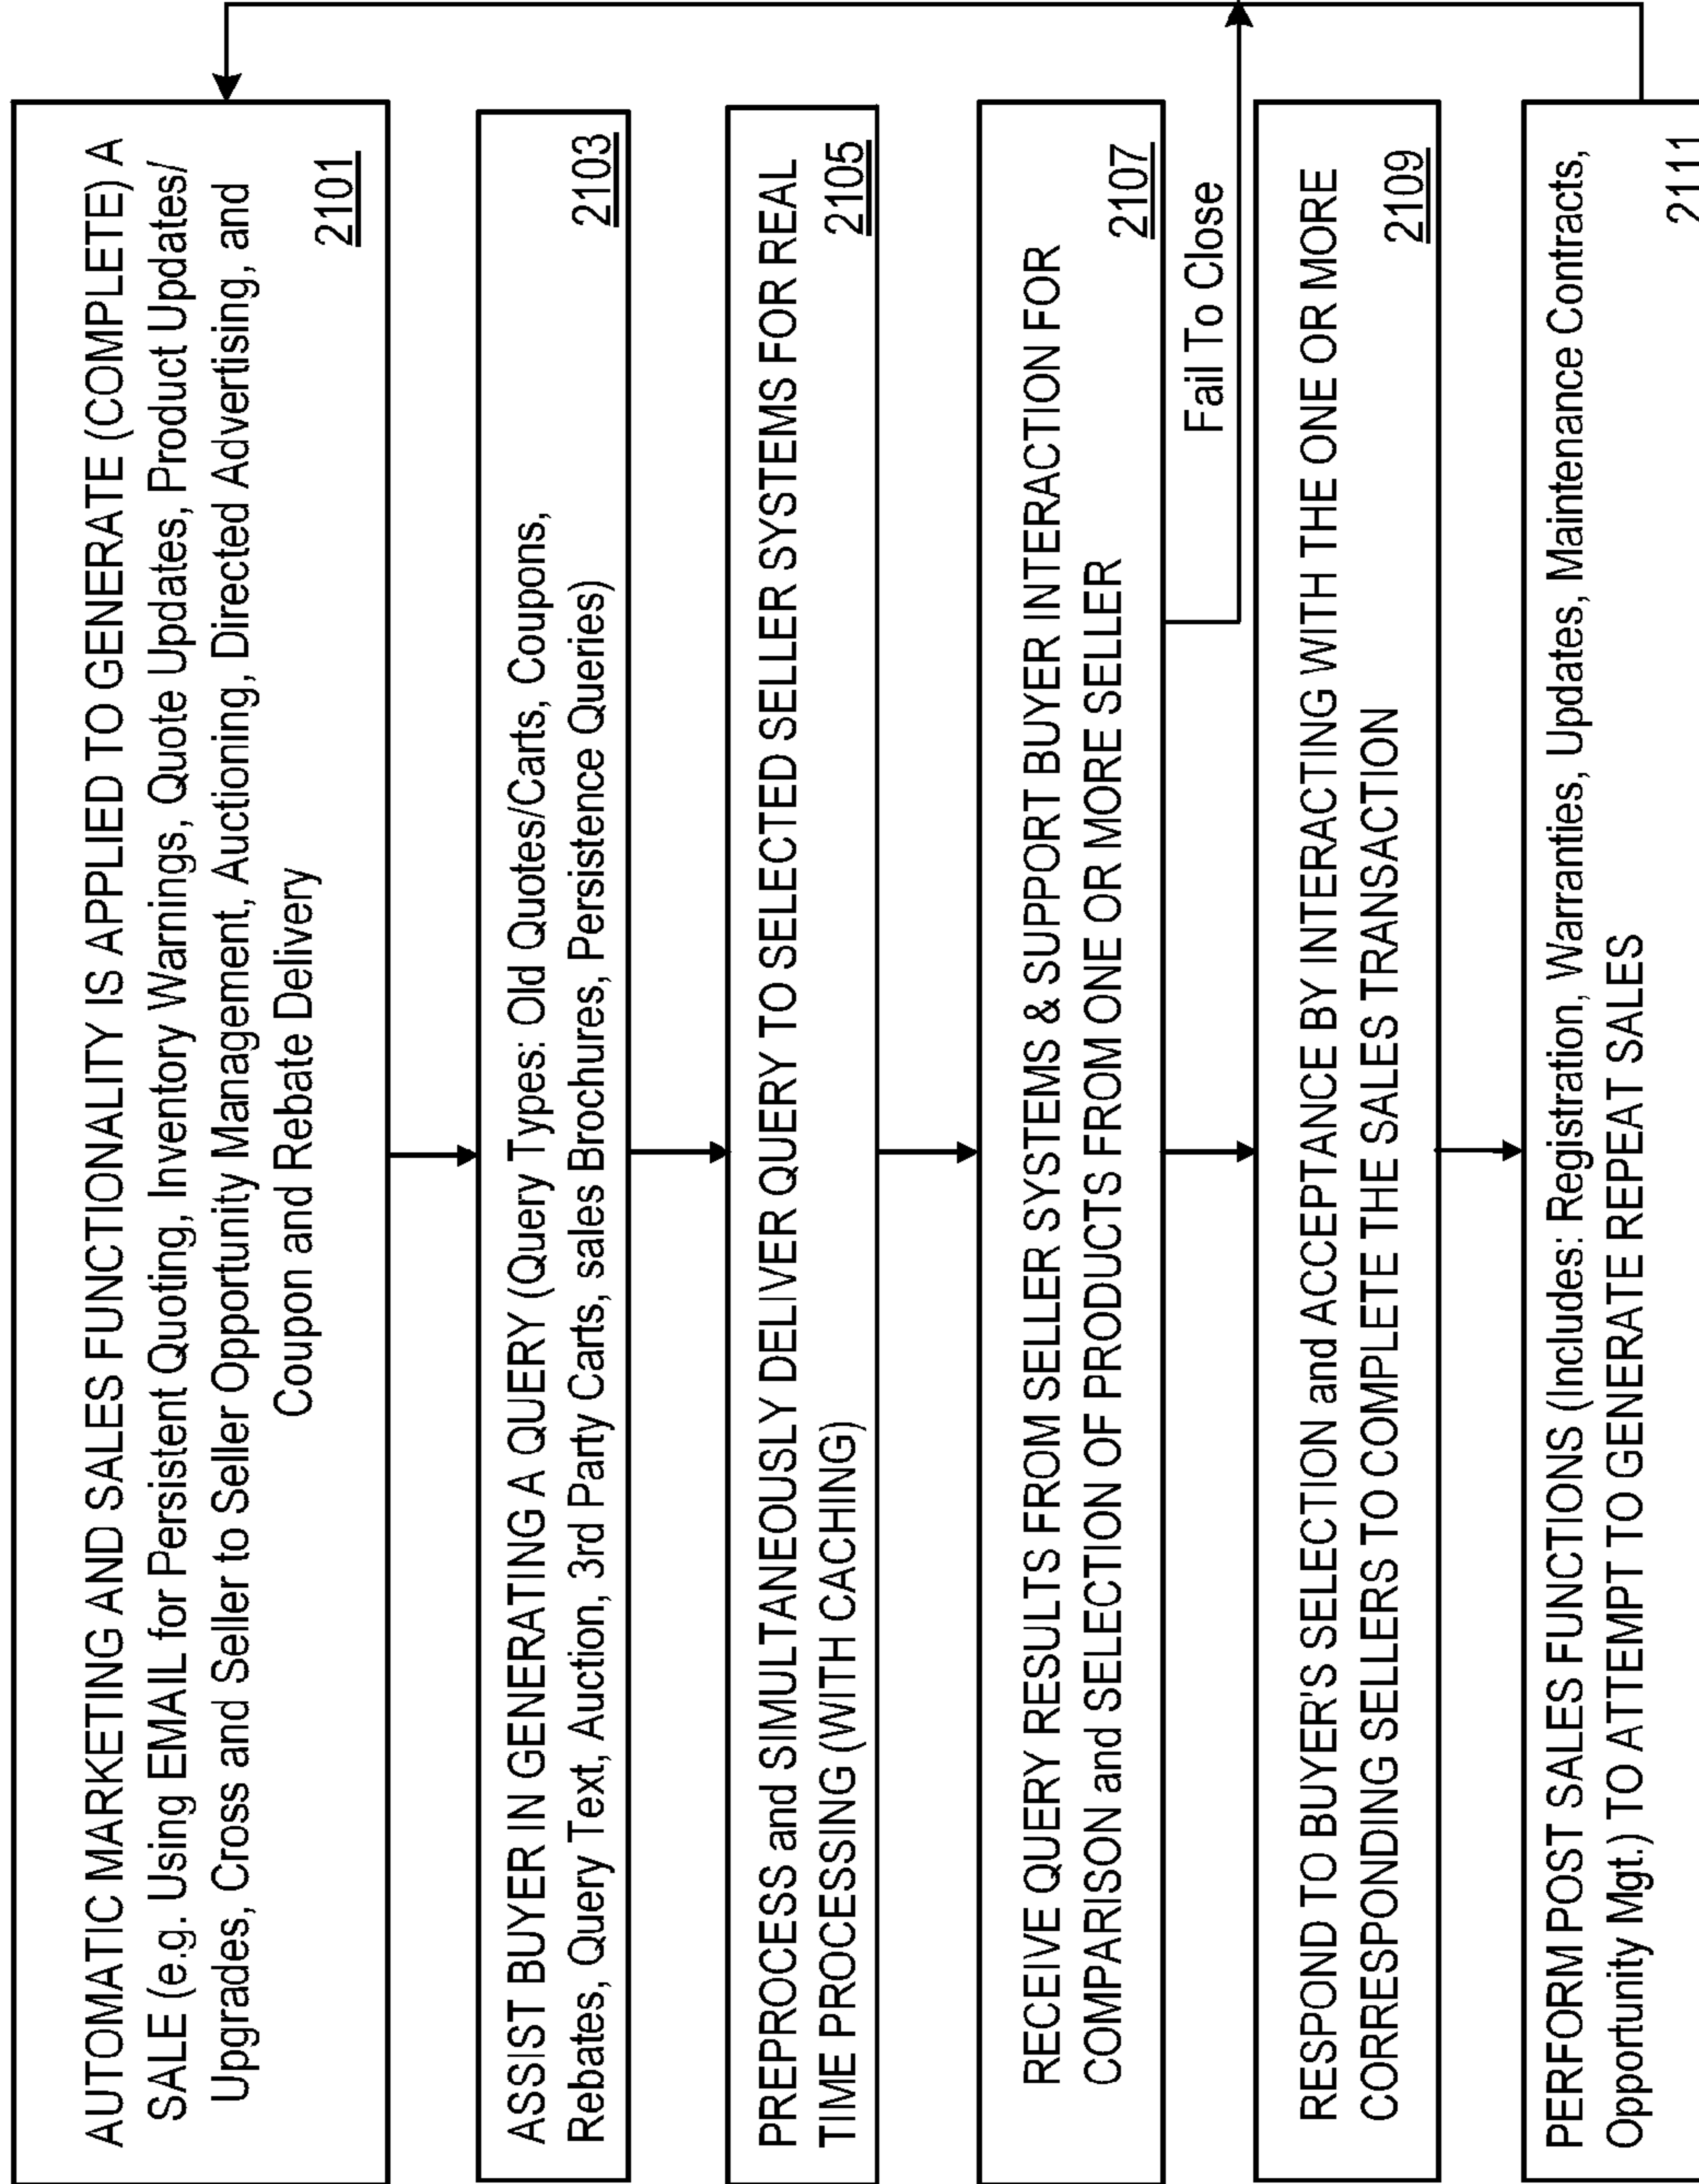 AUTOMATIC MARKETING AND SALES FUNCTIONALITY IS APPLIED TO GENERATE (COMPLETE) A
SALE (e.g. Using EMAIL for Persistent Quoting, Inventory Warnings, Quote Updates, Product Updates/
Upgrades, Cross and Seller to Seller Opportunity Management, Auctioning, Directed Advertising, and
Coupon and Rebate Delivery
2101
ASSIST BUYER IN GENERATING A QUERY (Query Types: Old Quotes/Carts, Coupons,
Rebates, Query Text, Auction, 3rd Party Carts, sales Brochures, Persistence Queries)
2103
PREPROCESS and SIMULTANEOUSLY DELIVER QUERY TO SELECTED SELLER SYSTEMS FOR REAL
TIME PROCESSING (WITH CACHING)
2105
RECEIVE QUERY RESULTS FROM SELLER SYSTEMS & SUPPORT BUYER INTERACTION FOR
COMPARISON and SELECTION OF PRODUCTS FROM ONE OR MORE SELLER
2107
Fail To Close
RESPOND TO BUYER'S SELECTION and ACCEPTANCE BY INTERACTING WITH THE ONE OR MORE
CORRESPONDING SELLERS TO COMPLETE THE SALES TRANSACTION
2109
PERFORM POST SALES FUNCTIONS (Includes: Registration, Warranties, Updates, Maintenance Contracts,
Opportunity Mgt.) TO ATTEMPT TO GENERATE REPEAT SALES
2111